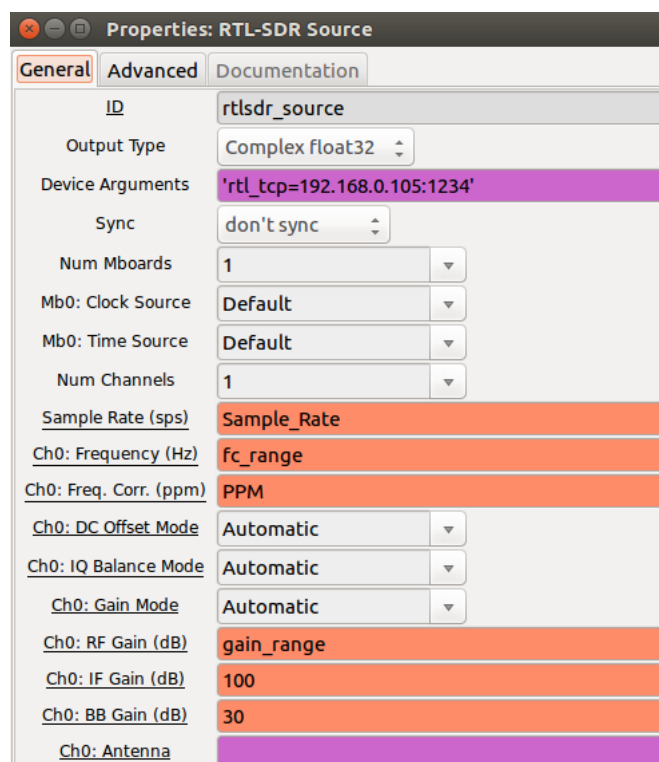 Properties: RTL-SDR Source
General Advanced Documentation
ID rtlsdr_source
Output Type Complex float32
Device Arguments 'rtl_tcp=192.168.0.105:1234'
Sync don't sync
Num Mboards 1
Mb0: Clock Source Default
Mb0: Time Source Default
Num Channels 1
Sample Rate (sps) Sample_Rate
Ch0: Frequency (Hz) fc_range
Ch0: Freq. Corr. (ppm) PPM
Ch0: DC Offset Mode Automatic
Ch0: IQ Balance Mode Automatic
Ch0: Gain Mode Automatic
Ch0: RF Gain (dB) gain_range
Ch0: IF Gain (dB) 100
Ch0: BB Gain (dB) 30
Ch0: Antenna